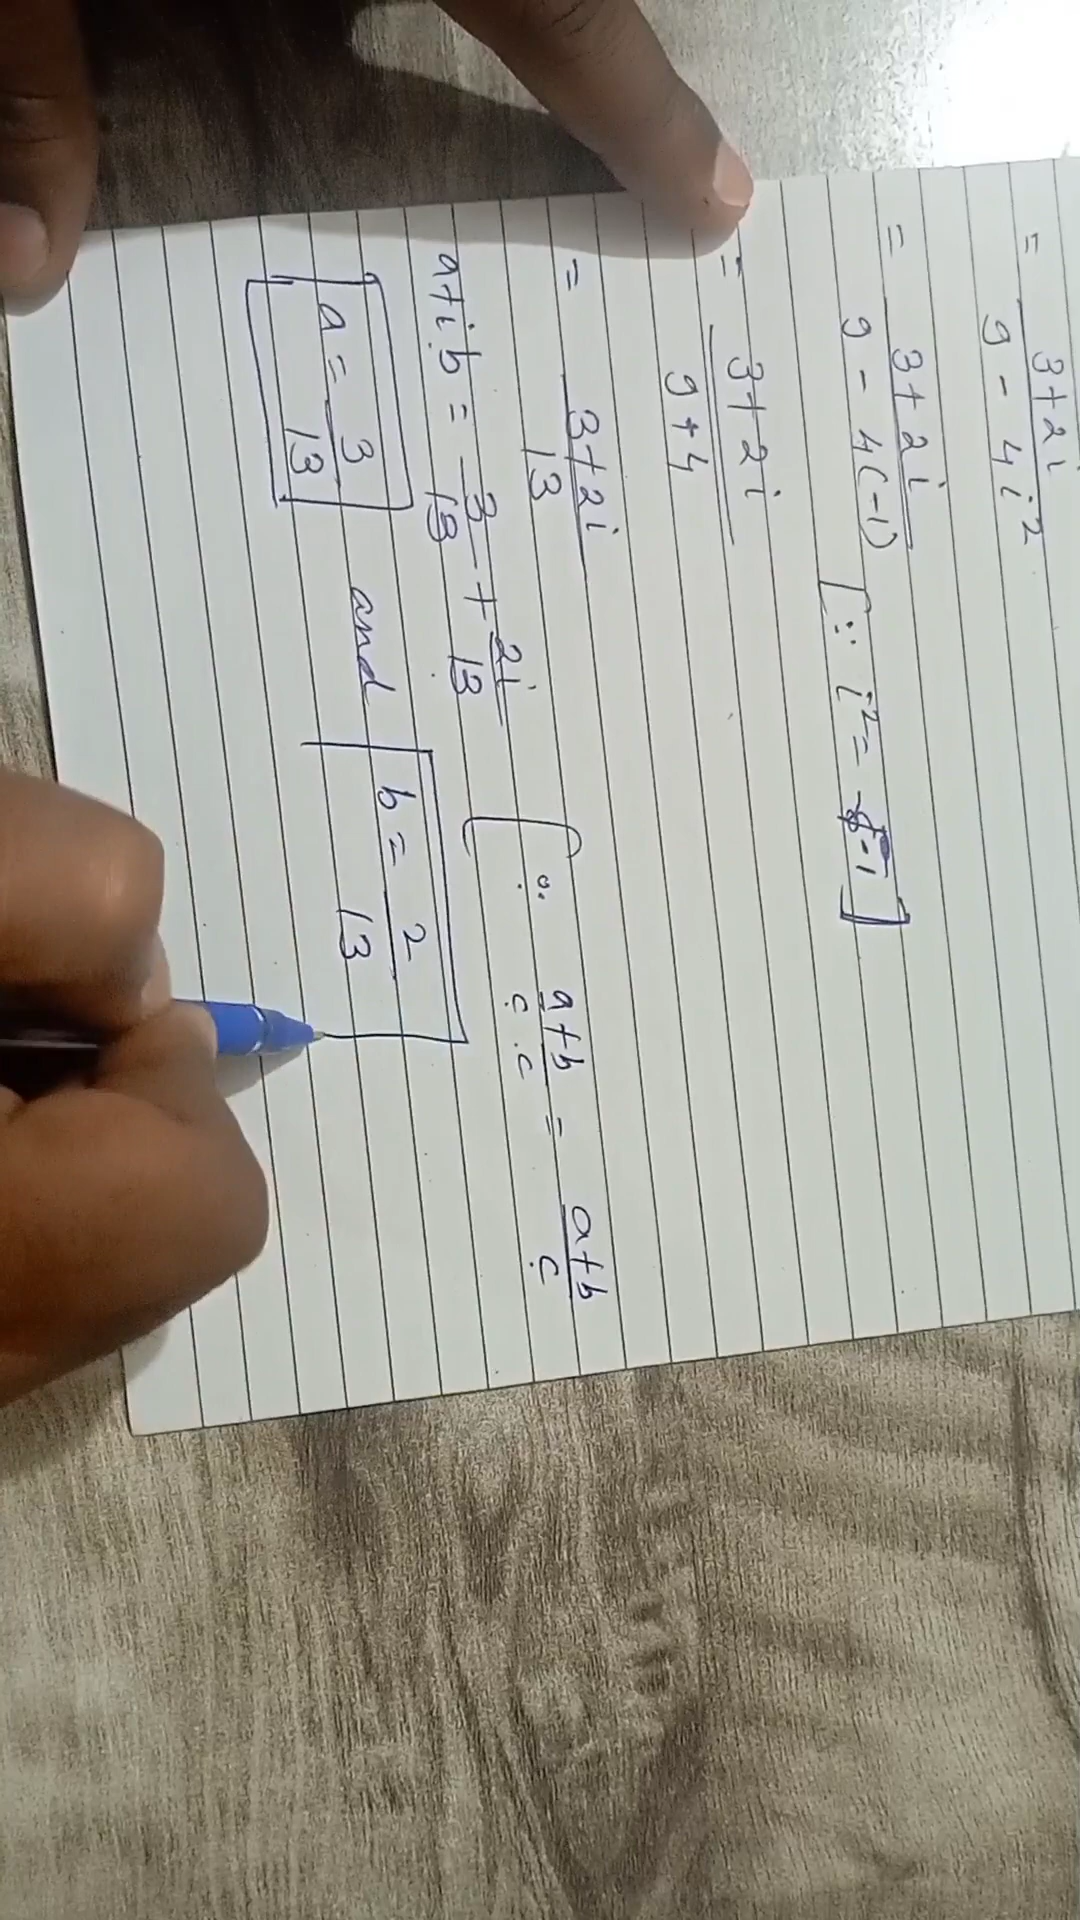 = 3+2i / 9 - 4i²
= 3+2i / 9 - 4(-1) [∵ i² = -1]
= 3+2i / 9+4
= 3+2i / 13
a+ib = 3/13 + 2i/13 [∵ a/c + b/c = a+b/c
a = 3/13 and b = 2/13